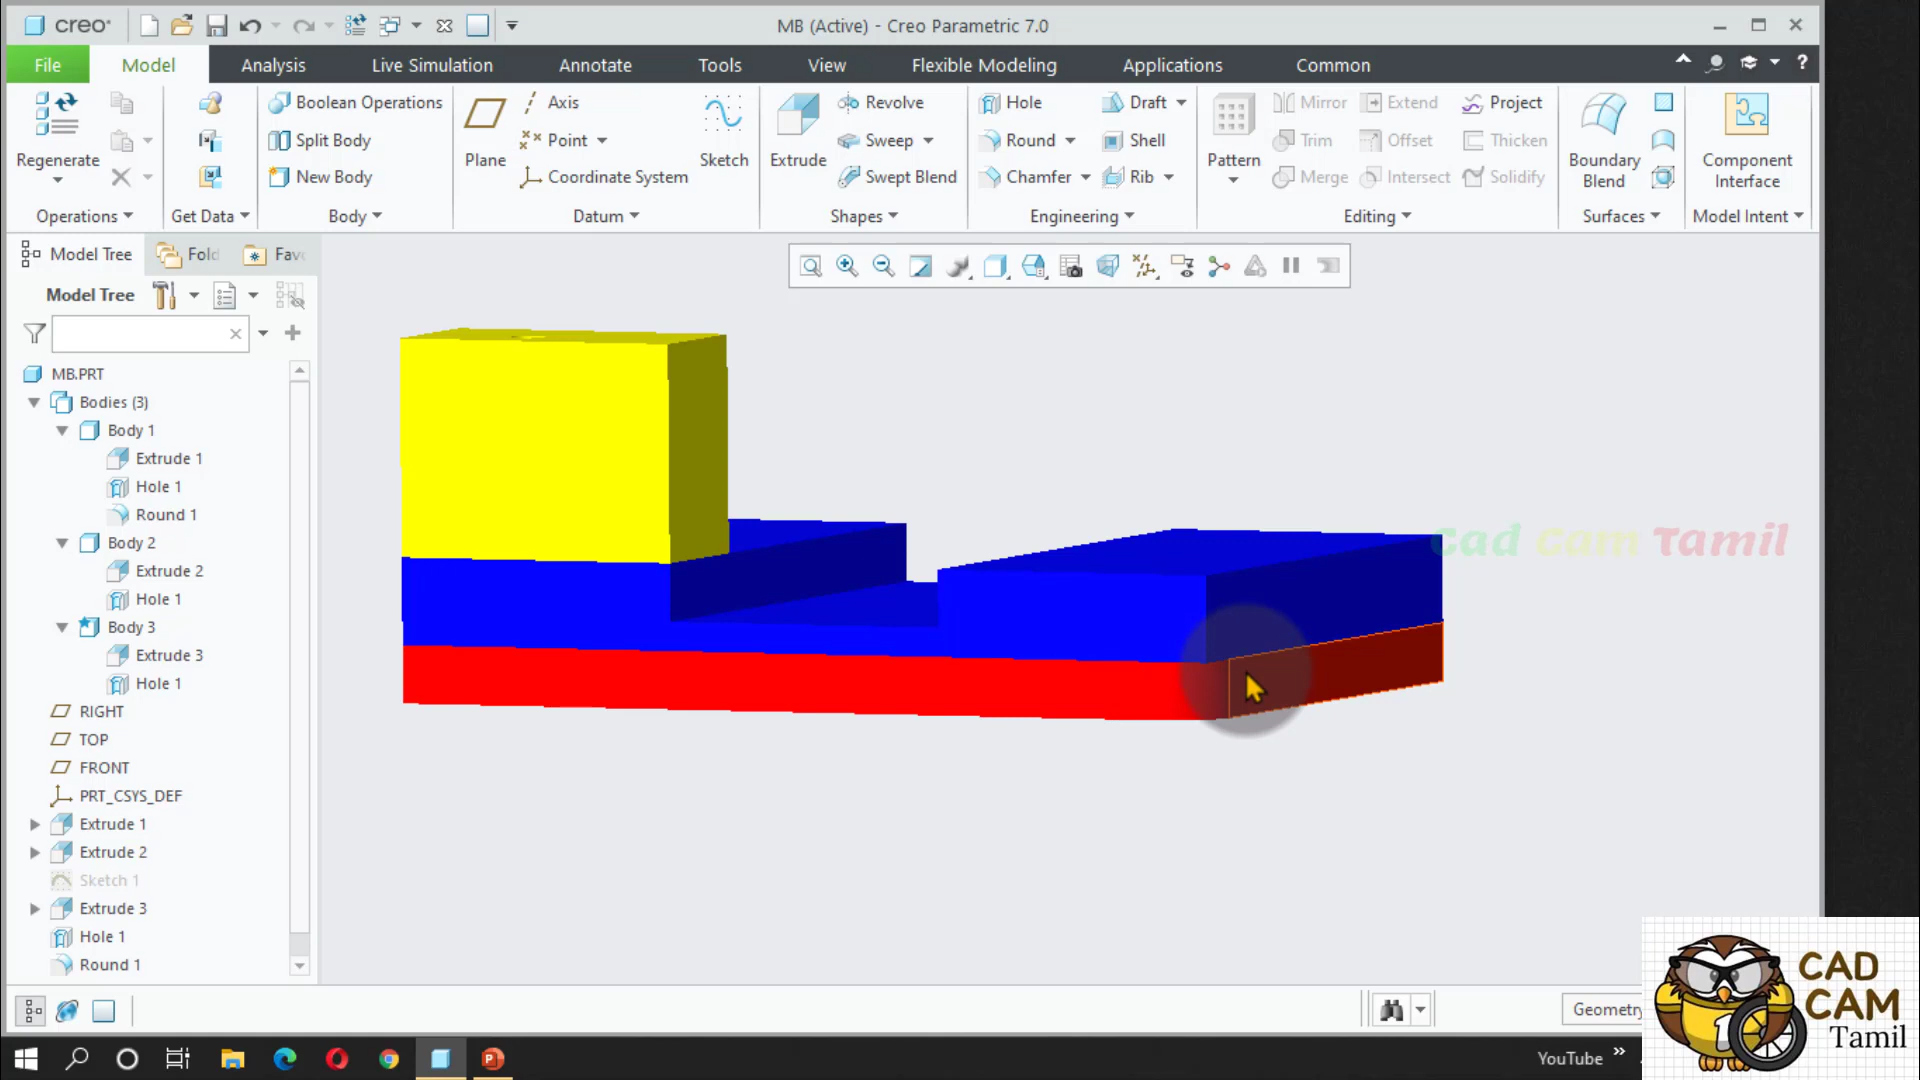 creo
MB (Active) - Creo Parametric 7.0
File Model Analysis Live Simulation Annotate Tools View Flexible Modeling Applications Common
Regenerate
Operations
Get Data
Boolean Operations
Split Body
New Body
Body
Plane
Axis
Point
Coordinate System
Sketch
Datum
Extrude
Revolve
Sweep
Swept Blend
Shapes
Hole
Round
Chamfer
Draft
Shell
Rib
Engineering
Pattern
Mirror
Trim
Merge
Extend
Offset
Intersect
Project
Thicken
Solidify
Editing
Boundary
Blend
Surfaces
Component
Interface
Model Intent
Model Tree Fold Favo
Model Tree
MB.PRT
Bodies (3)
Body 1
Extrude 1
Hole 1
Round 1
Body 2
Extrude 2
Hole 1
Body 3
Extrude 3
Hole 1
RIGHT
TOP
FRONT
PRT_CSYS_DEF
Extrude 1
Extrude 2
Sketch 1
Extrude 3
Hole 1
Round 1
Cad Cam Tamil
Geometry
CAD
CAM
Tamil
YouTube